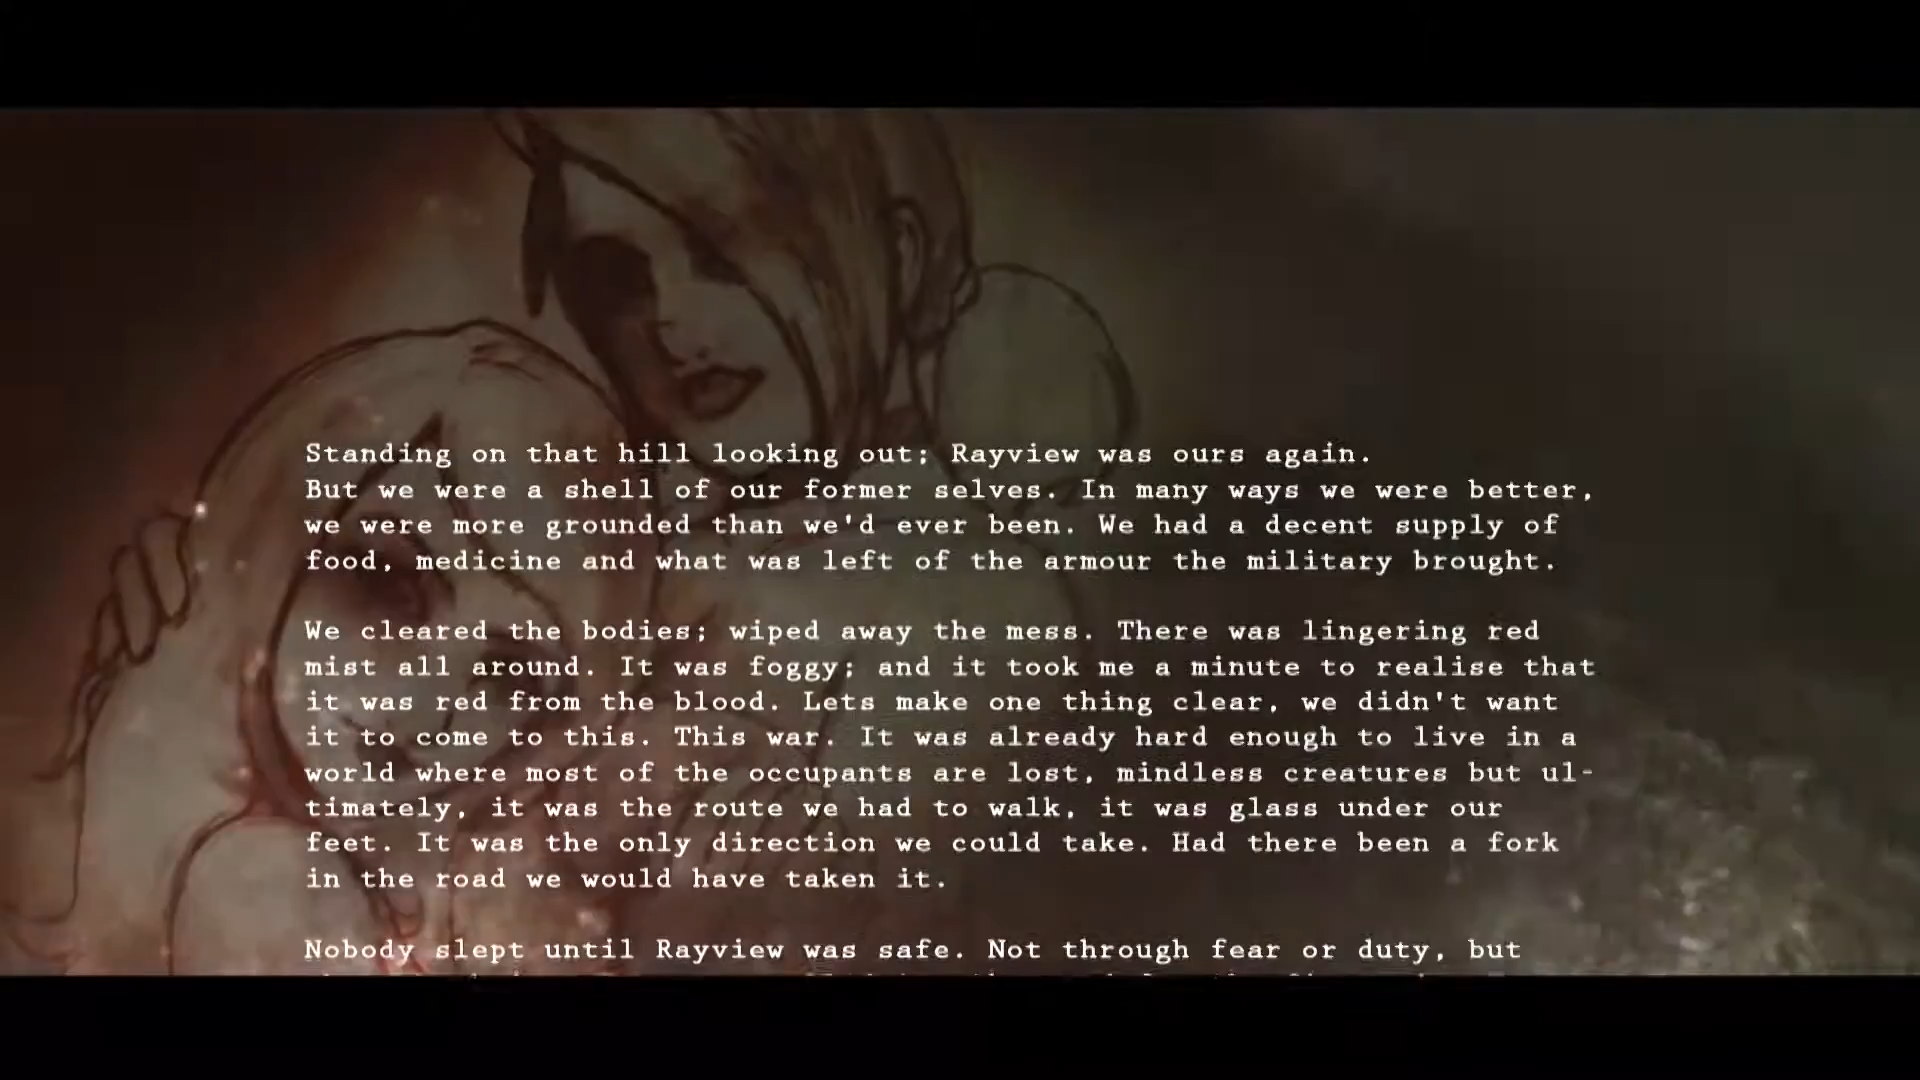 Standing on that hill looking out; Rayview was ours again.
But we were a shell of our former selves. In many ways we were better,
we were more grounded than we'd ever been. We had a decent supply of
food, medicine and what was left of the armour the military brought.
We cleared the bodies; wiped away the mess. There was lingering red
mist all around. It was foggy; and it took me a minute to realise that
it was red from the blood. Lets make one thing clear, we didn't want
it to come to this. This war. It was already hard enough to live in a
world where most of the occupants are lost, mindless creatures but ul-
timately, it was the route we had to walk, it was glass under our
feet. It was the only direction we could take. Had there been a fork
in the road we would have taken it.
Nobody slept until Rayview was safe. Not through fear or duty, but